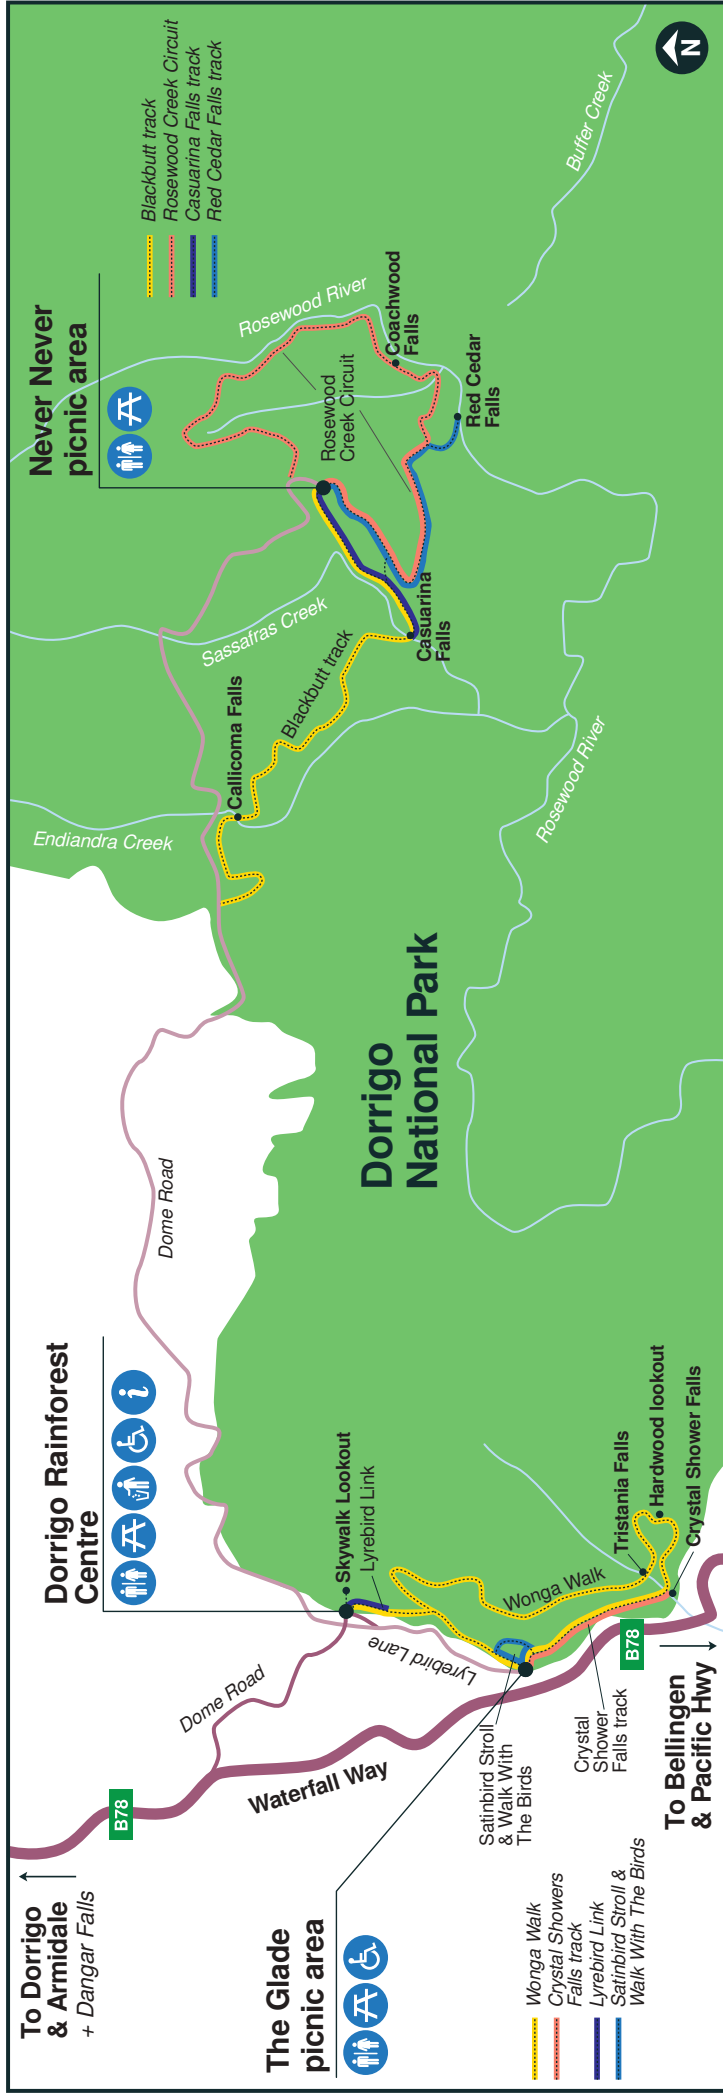 To Dorrigo
& Armidale
+ Dangar Falls
B78
Dome Road
Waterfall Way
The Glade
picnic area
Lyrebird Lane
Satinbird Stroll
& Walk With
The Birds
Crystal
Shower
Falls track
B78
To Bellingen
& Pacific Hwy
Wonga Walk
Crystal Showers
Falls track
Lyrebird Link
Satinbird Stroll &
Walk With The Birds
Dorrigo Rainforest
Centre
i
Skywalk Lookout
Lyrebird Link
Wonga Walk
Tristania Falls
Hardwood lookout
Crystal Shower Falls
Dome Road
Dorrigo
National Park
Endiandra Creek
Callicoma Falls
Blackbutt track
Sassafras Creek
Casuarina
Falls
Rosewood River
Never Never
picnic area
Rosewood River
Rosewood
Creek Circuit
Coachwood
Falls
Red Cedar
Falls
Buffer Creek
Blackbutt track
Rosewood Creek Circuit
Casuarina Falls track
Red Cedar Falls track
N